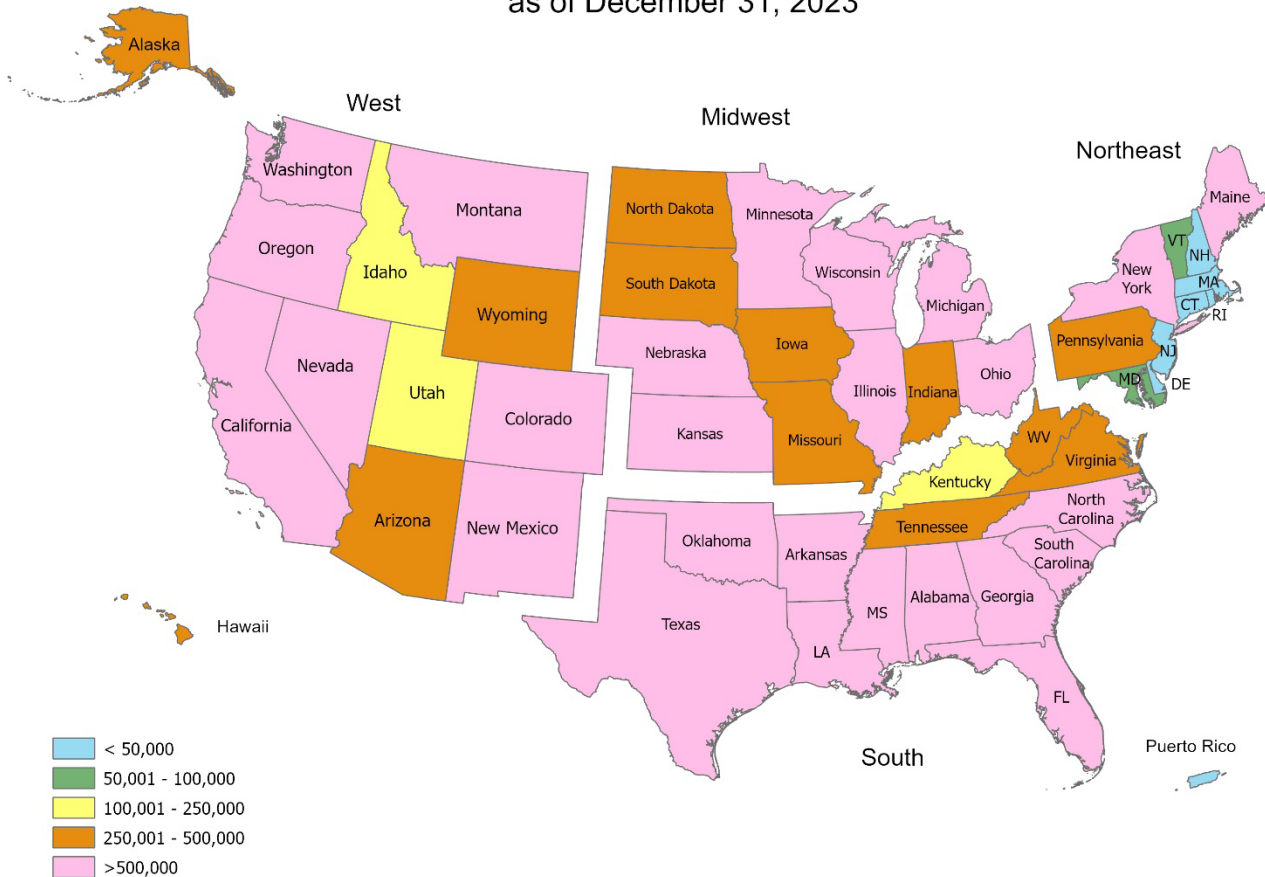 as of December 31, 2023
Alaska
West
Midwest
Northeast
Washington
Oregon
Idaho
Montana
Wyoming
California
Nevada
Utah
Colorado
Arizona
New Mexico
Hawaii
North Dakota
South Dakota
Minnesota
Wisconsin
Michigan
Nebraska
Iowa
Kansas
Missouri
Illinois
Indiana
Ohio
Maine
VT
NH
New
York
MA
CT
RI
Pennsylvania
NJ
MD
DE
WV
Virginia
Kentucky
Tennessee
North
Carolina
South
Carolina
Oklahoma
Arkansas
Texas
LA
MS
Alabama
Georgia
FL
South
Puerto Rico
< 50,000
50,001 - 100,000
100,001 - 250,000
250,001 - 500,000
>500,000